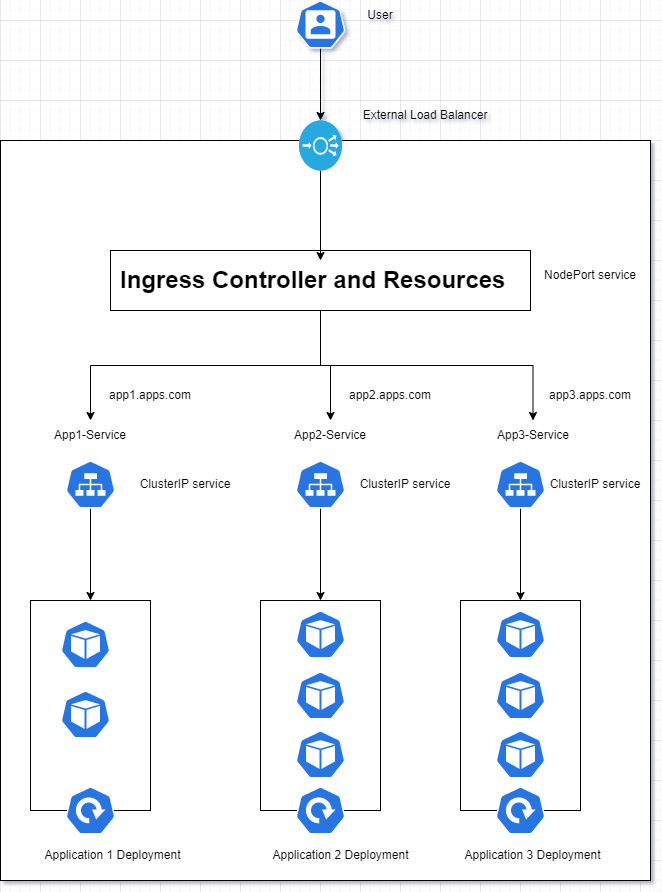 User
External Load Balancer
Ingress Controller and Resources
NodePort service
app1.apps.com
app2.apps.com
app3.apps.com
App1-Service
App2-Service
App3-Service
ClusterIP service
ClusterIP service
ClusterIP service
Application 1 Deployment
Application 2 Deployment
Application 3 Deployment